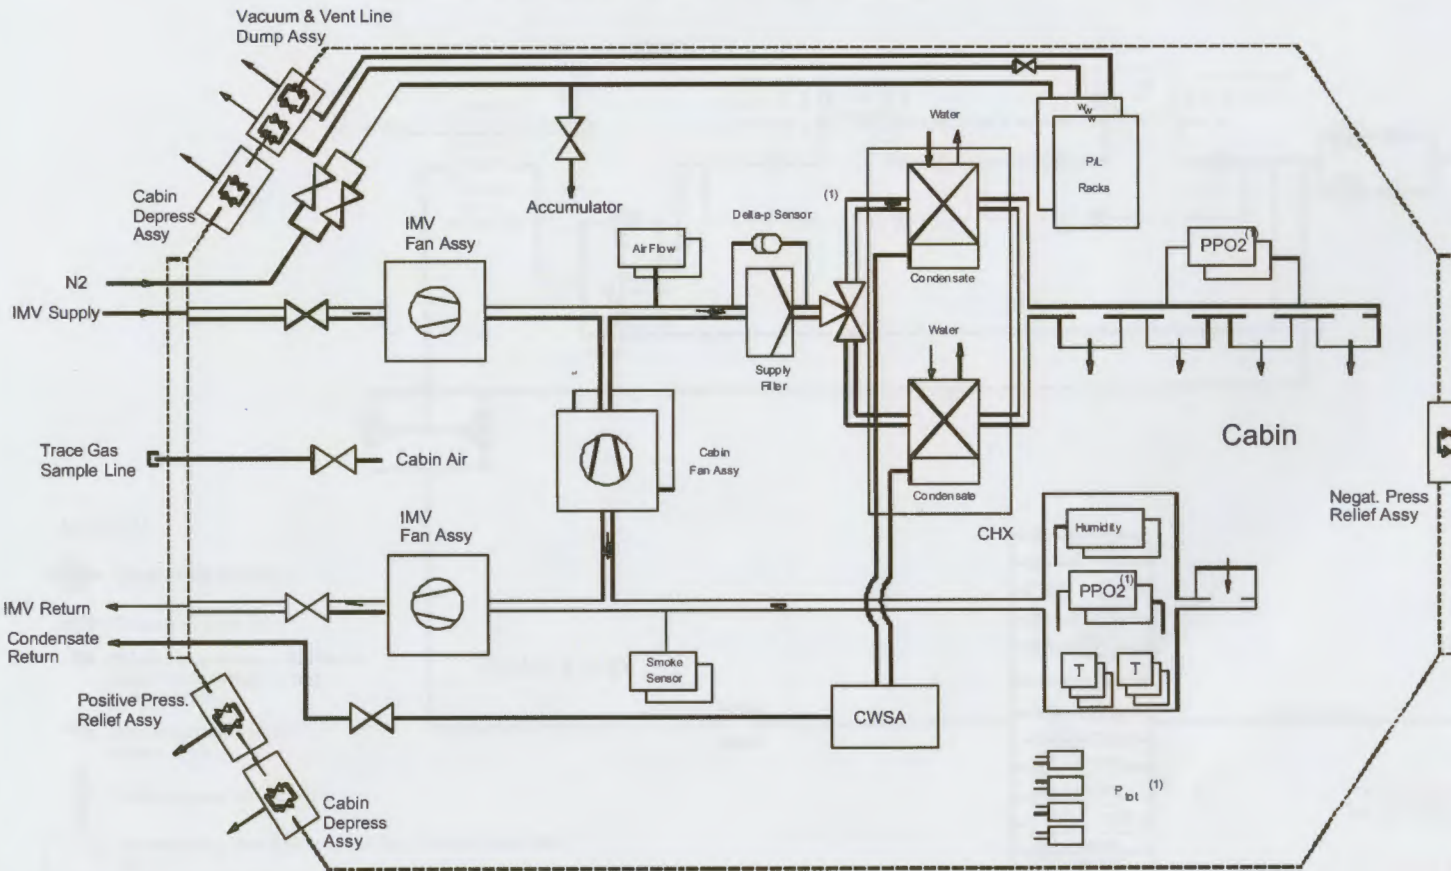 Vacuum & Vent Line
Dump Assy
Cabin
Depress
Assy
N2
IMV Supply
IMV
Fan Assy
Accumulator
Air Flow
Delta-p Sensor
Supply
Filter
(1)
Water
Condensate
Water
Condensate
CHX
W
W
W
P/L
Racks
PPO2(1)
Cabin
Negat. Press
Relief Assy
Trace Gas
Sample Line
Cabin Air
Cabin
Fan Assy
IMV
Fan Assy
IMV Return
Condensate
Return
Smoke
Sensor
CWSA
Humidity
PPO2(1)
T
T
P tot (1)
Positive Press.
Relief Assy
Cabin
Depress
Assy